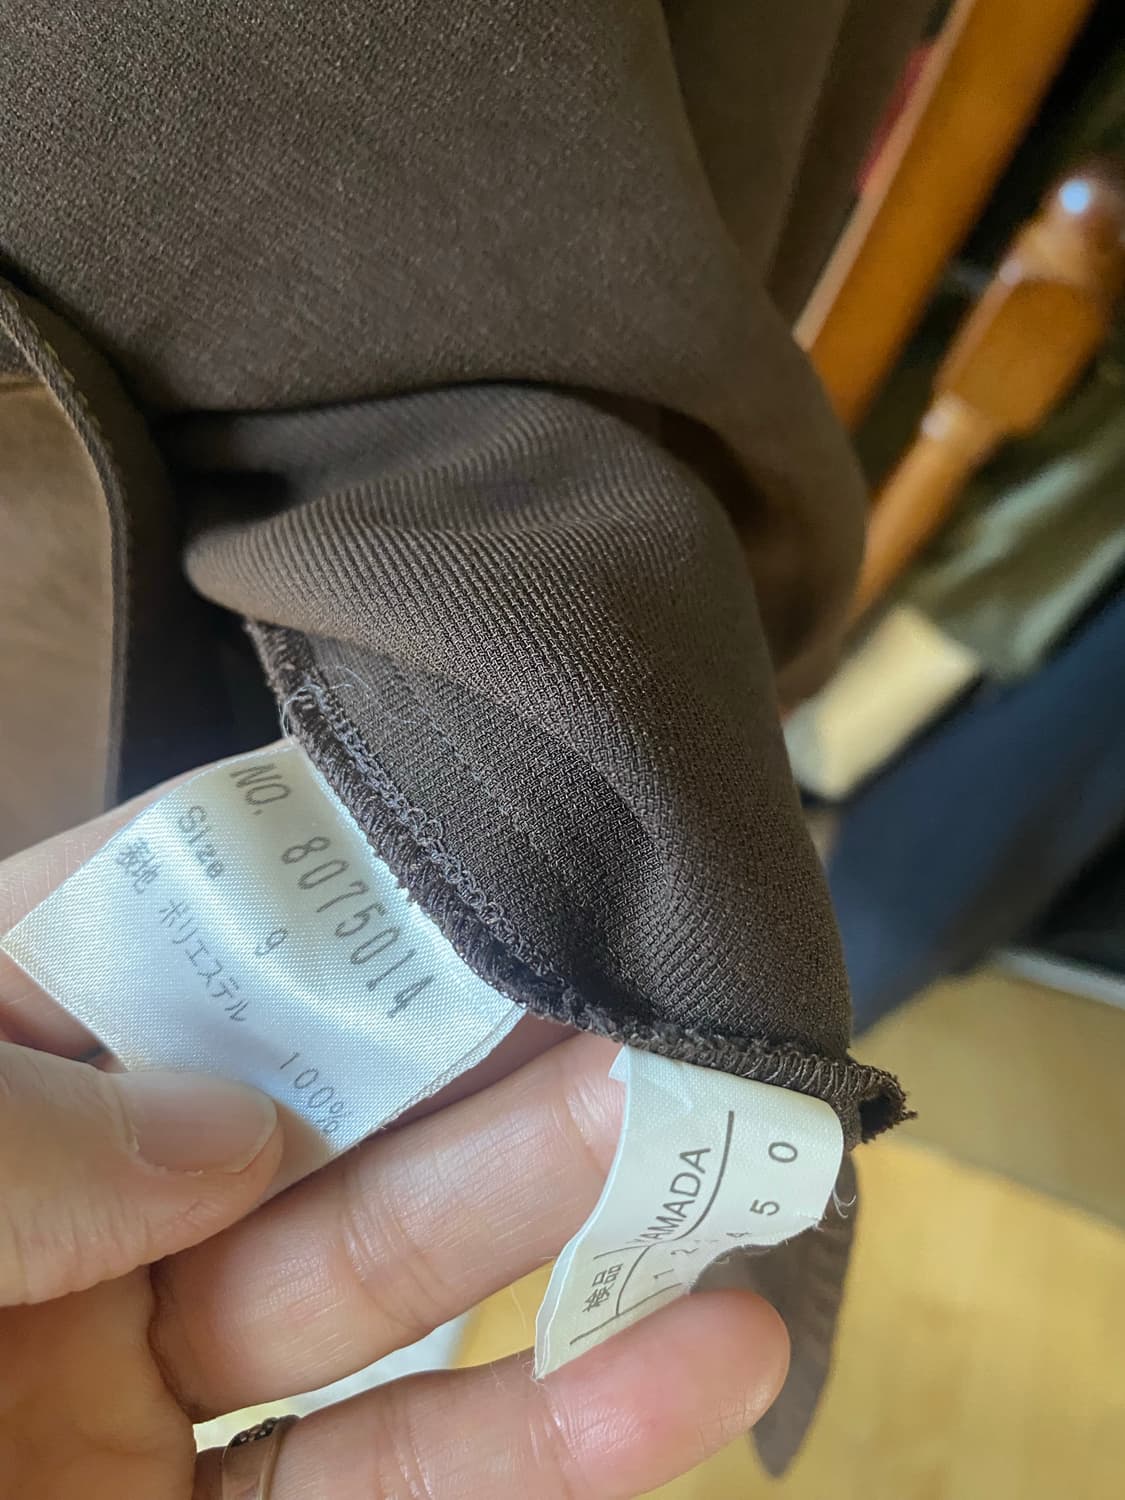 NO. 8075014
Size 9
表地
ポリエステル 100%
検品 YAMADA
1 2 4 5 0